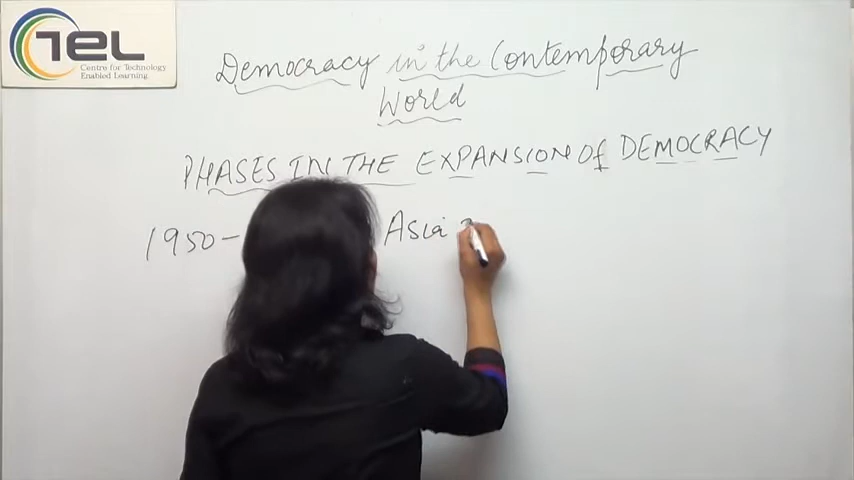 TEL
Centre for Technology
Enabled Learning
Democracy in the Contemporary
World
PHASES IN THE EXPANSION Of DEMOCRACY
1950- Asia